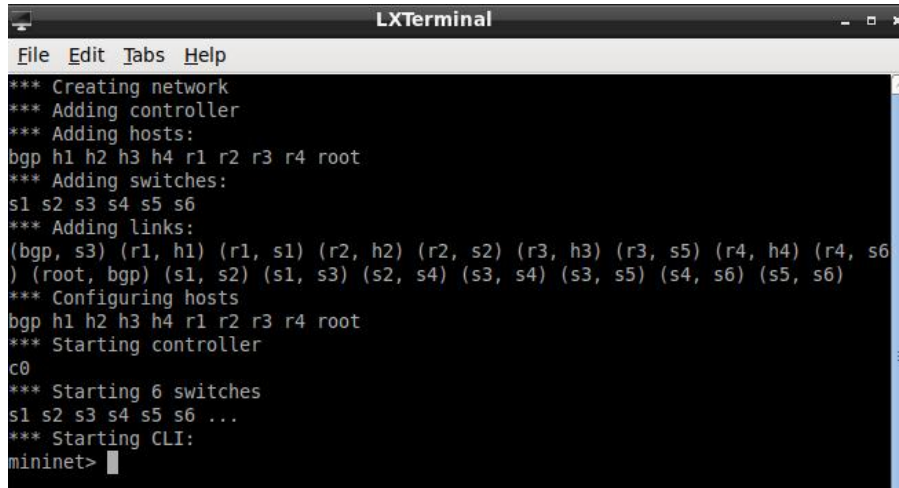 LXTerminal
File Edit Tabs Help
*** Creating network
*** Adding controller
*** Adding hosts:
bgp h1 h2 h3 h4 r1 r2 r3 r4 root
*** Adding switches:
s1 s2 s3 s4 s5 s6
*** Adding links:
(bgp, s3) (r1, h1) (r1, s1) (r2, h2) (r2, s2) (r3, h3) (r3, s5) (r4, h4) (r4, s6
) (root, bgp) (s1, s2) (s1, s3) (s2, s4) (s3, s4) (s3, s5) (s4, s6) (s5, s6)
*** Configuring hosts
bgp h1 h2 h3 h4 r1 r2 r3 r4 root
*** Starting controller
c0
*** Starting 6 switches
s1 s2 s3 s4 s5 s6 ...
*** Starting CLI:
mininet>